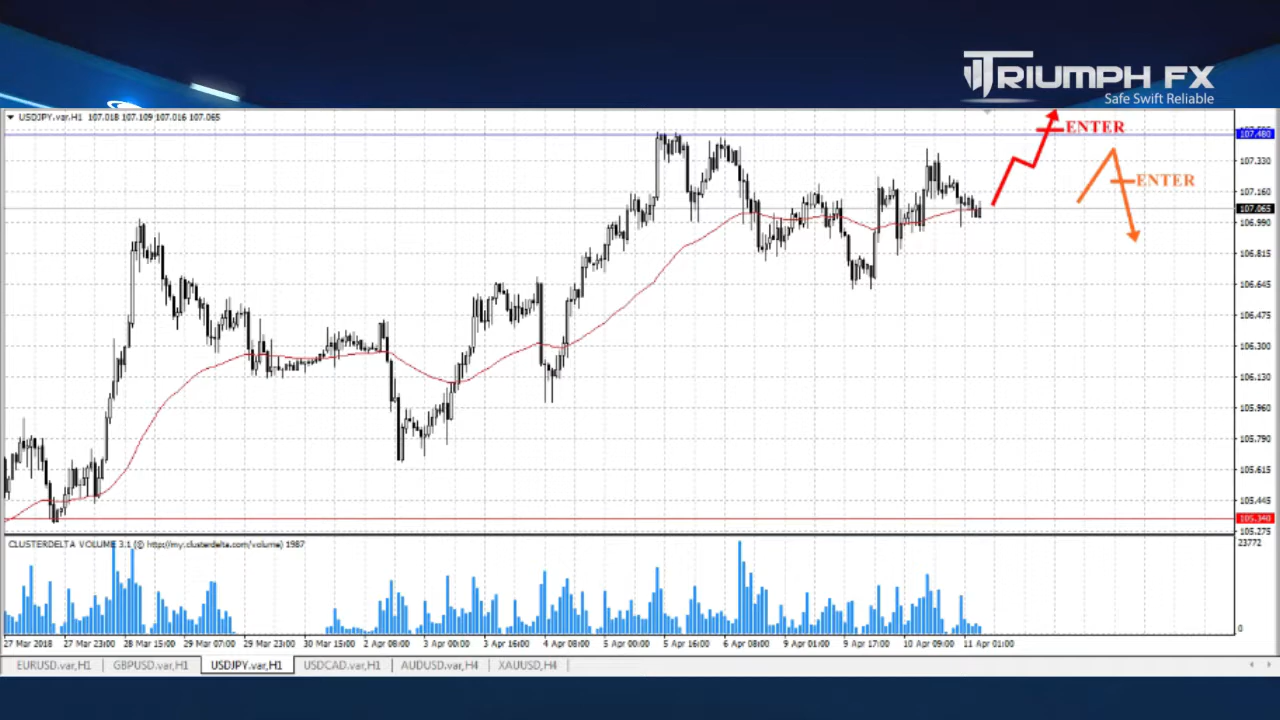 TRIUMPH FX
Safe Swift Reliable
USDJPY.var,H1 107.018 107.109 107.016 107.065
ENTER
ENTER
107.480
107.330
107.160
107.065
106.990
106.815
106.645
106.475
106.300
106.130
105.960
105.790
105.615
105.445
105.340
105.275
CLUSTERDELTA VOLUME 3.1 (© http://my.clusterdelta.com/volume) 1987
23772
0
27 Mar 2018 27 Mar 23:00 28 Mar 15:00 29 Mar 07:00 29 Mar 23:00 30 Mar 15:00 2 Apr 08:00 3 Apr 00:00 3 Apr 16:00 4 Apr 08:00 5 Apr 00:00 5 Apr 16:00 6 Apr 08:00 9 Apr 01:00 9 Apr 17:00 10 Apr 09:00 11 Apr 01:00
EURUSD.var,H1 GBPUSD.var,H1 USDJPY.var,H1 USDCAD.var,H1 AUDUSD.var,H4 XAUUSD,H4